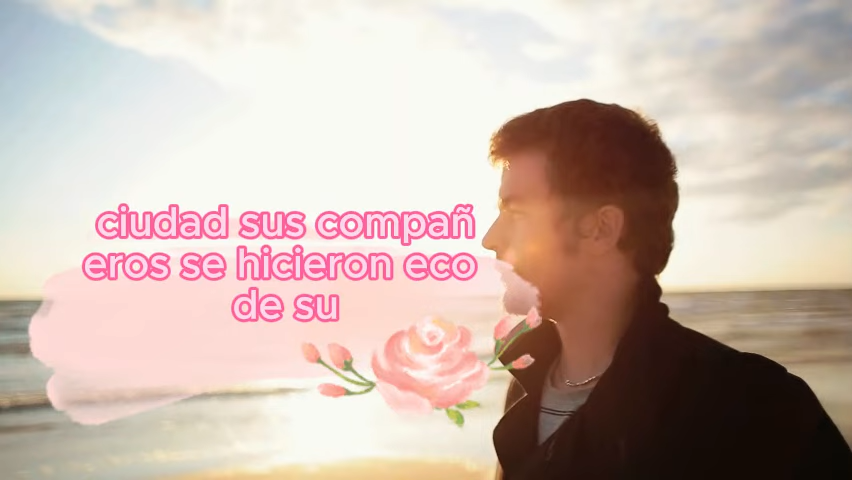 ciudad sus compañ
eros se hicieron eco
de su